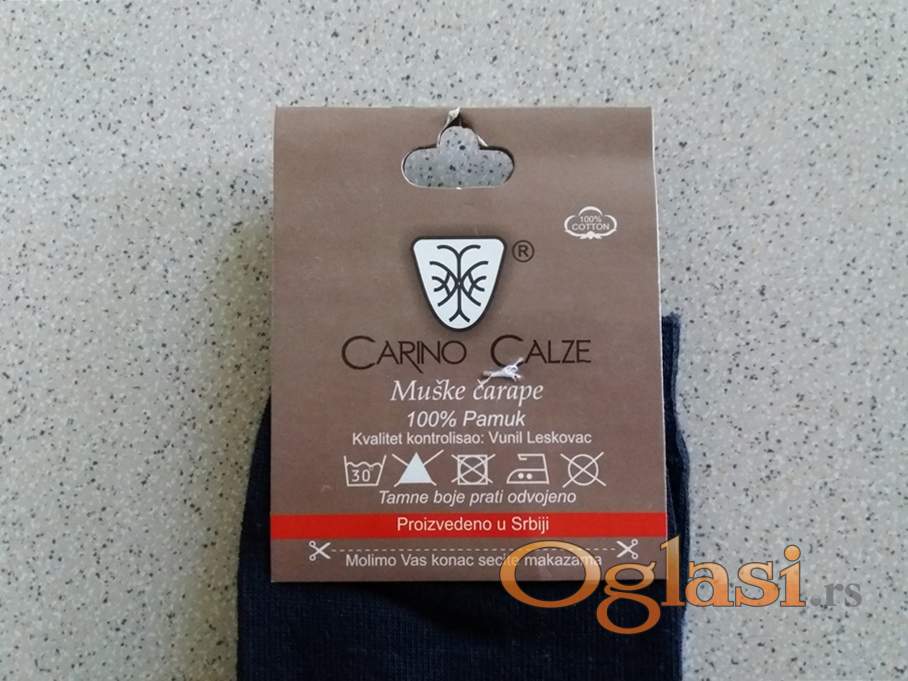 100%
COTTON
®
CARINO CALZE
Muške čarape
100% Pamuk
Kvalitet kontrolisao: Vunil Leskovac
30
Tamne boje prati odvojeno
Proizvedeno u Srbiji
Molimo Vas konac secite makazama
Oglasi.rs